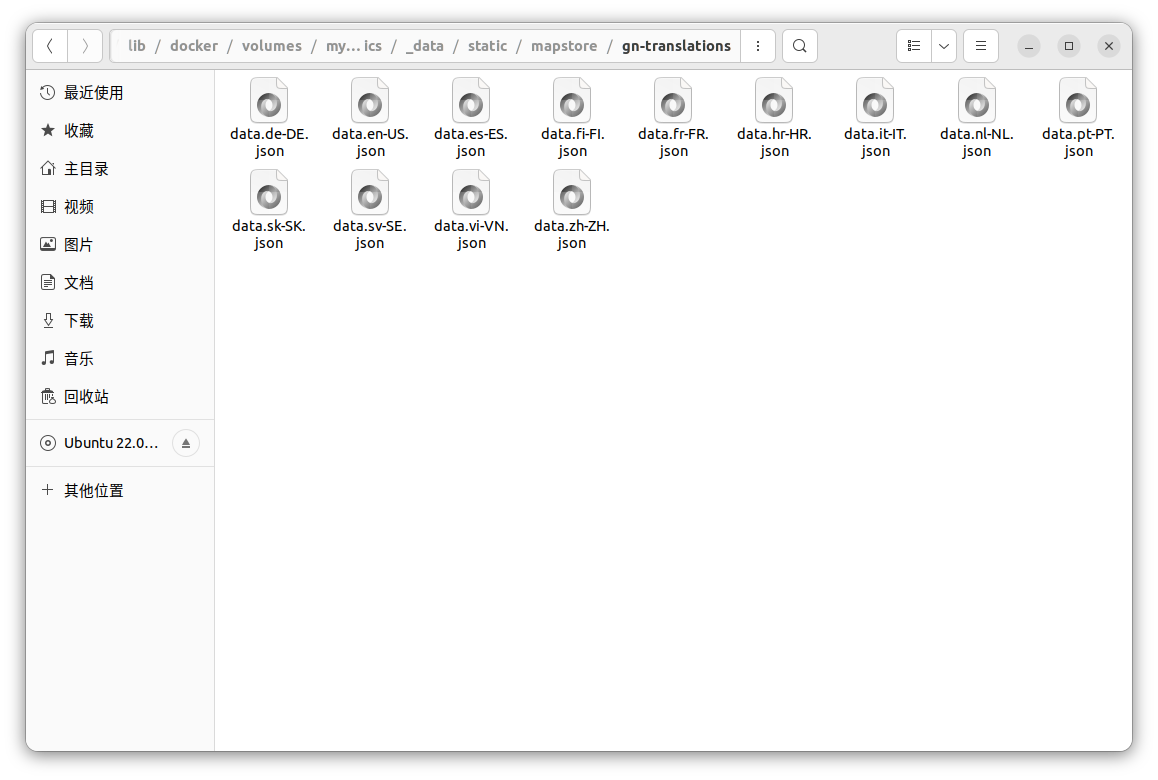 lib / docker / volumes / my… ics / _data / static / mapstore / gn-translations
最近使用
收藏
主目录
视频
图片
文档
下载
音乐
回收站
Ubuntu 22.0…
其他位置
data.de-DE.
json
data.en-US.
json
data.es-ES.
json
data.fi-FI.
json
data.fr-FR.
json
data.hr-HR.
json
data.it-IT.
json
data.nl-NL.
json
data.pt-PT.
json
data.sk-SK.
json
data.sv-SE.
json
data.vi-VN.
json
data.zh-ZH.
json